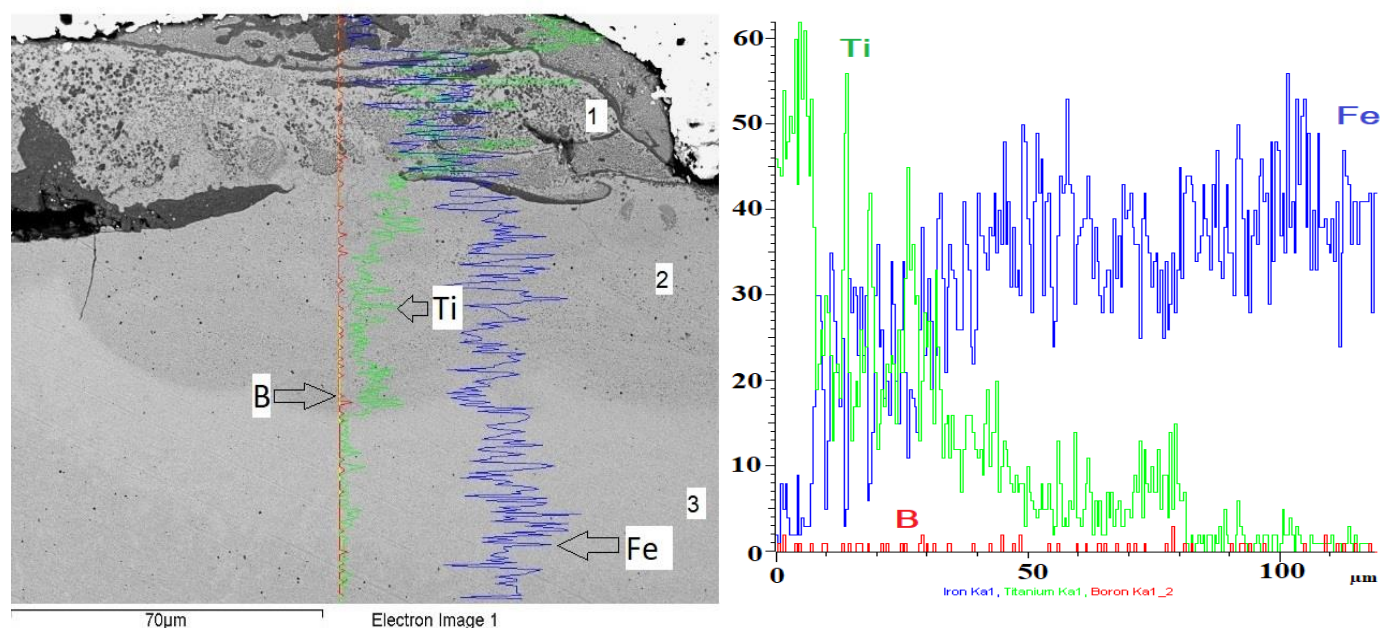 1
2
Ti
B
3
Fe
70µm
Electron Image 1
60
50
40
30
20
10
0
Ti
Fe
B
0
50
100
µm
Iron Ka1, Titanium Ka1, Boron Ka1_2